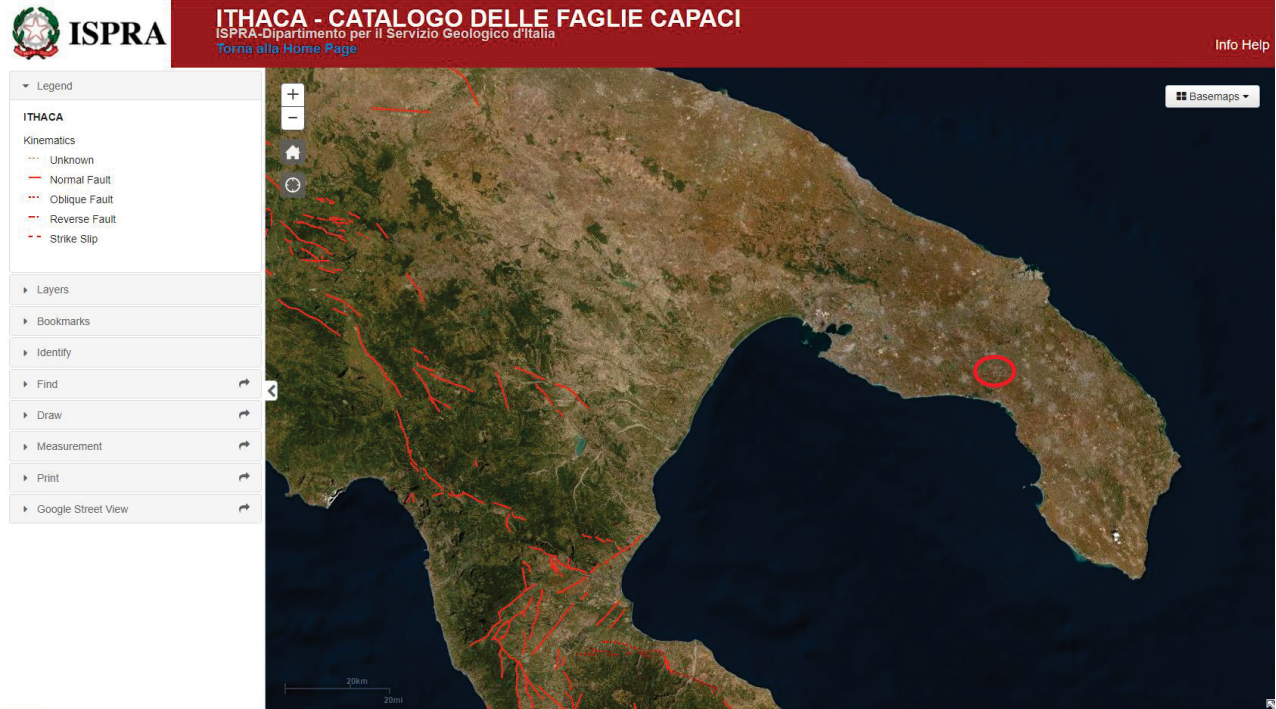 ISPRA
ITHACA - CATALOGO DELLE FAGLIE CAPACI
ISPRA-Dipartimento per il Servizio Geologico d'Italia
Torna alla Home Page
Info Help
Legend
ITHACA
Kinematics
Unknown
Normal Fault
Oblique Fault
Reverse Fault
Strike Slip
Layers
Bookmarks
Identify
Find
Draw
Measurement
Print
Google Street View
+
−
Basemaps
20km
20mi